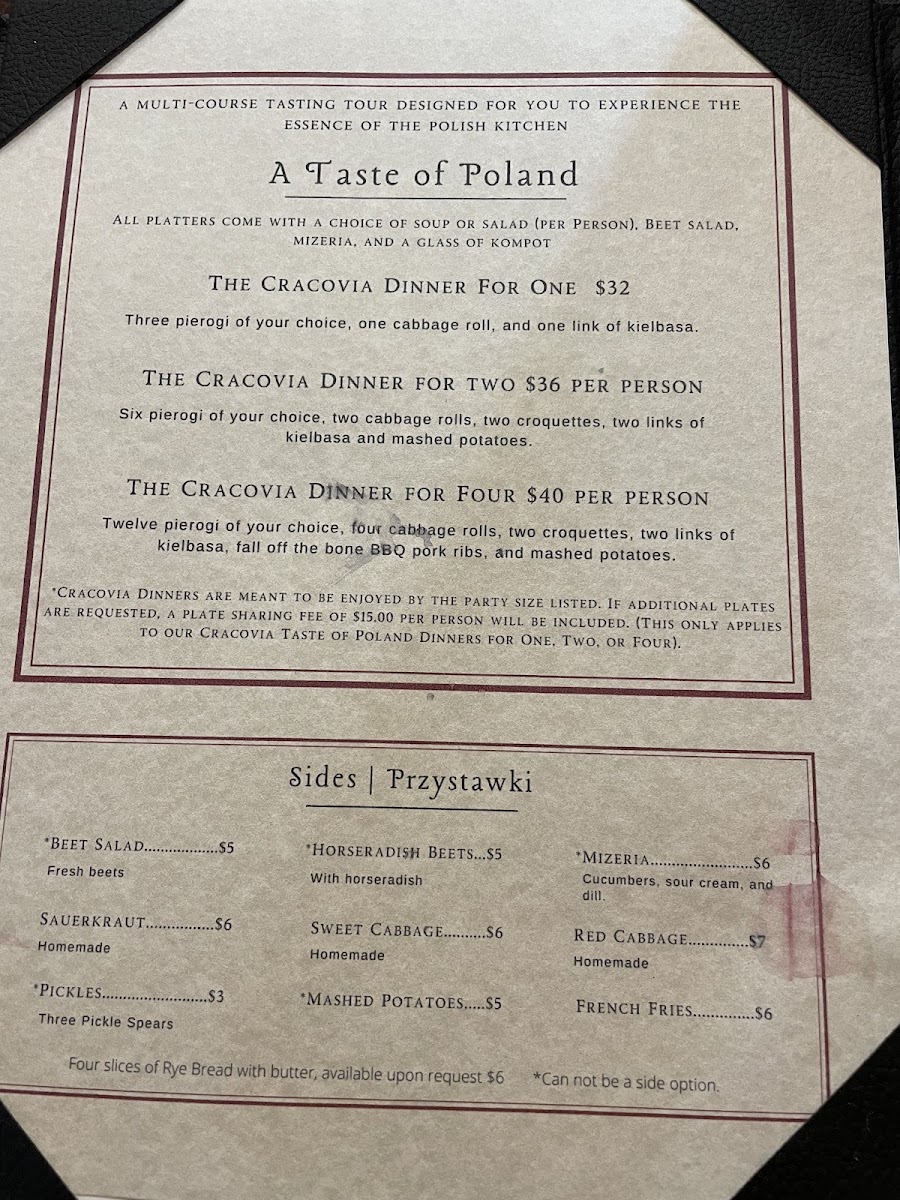 A MULTI-COURSE TASTING TOUR DESIGNED FOR YOU TO EXPERIENCE THE
ESSENCE OF THE POLISH KITCHEN
A Taste of Poland
ALL PLATTERS COME WITH A CHOICE OF SOUP OR SALAD (PER PERSON), BEET SALAD,
MIZERIA, AND A GLASS OF KOMPOT
THE CRACOVIA DINNER FOR ONE $32
Three pierogi of your choice, one cabbage roll, and one link of kielbasa.
THE CRACOVIA DINNER FOR TWO $36 PER PERSON
Six pierogi of your choice, two cabbage rolls, two croquettes, two links of
kielbasa and mashed potatoes.
THE CRACOVIA DINNER FOR FOUR $40 PER PERSON
Twelve pierogi of your choice, four cabbage rolls, two croquettes, two links of
kielbasa, fall off the bone BBQ pork ribs, and mashed potatoes.
*CRACOVIA DINNERS ARE MEANT TO BE ENJOYED BY THE PARTY SIZE LISTED. IF ADDITIONAL PLATES
ARE REQUESTED, A PLATE SHARING FEE OF $15.00 PER PERSON WILL BE INCLUDED. (THIS ONLY APPLIES
TO OUR CRACOVIA TASTE OF POLAND DINNERS FOR ONE, TWO, OR FOUR).
Sides | Przystawki
*BEET SALAD.................$5
Fresh beets
SAUERKRAUT................$6
Homemade
*PICKLES.........................$3
Three Pickle Spears
*HORSERADISH BEETS...$5
With horseradish
SWEET CABBAGE..........$6
Homemade
*MASHED POTATOES.....$5
*MIZERIA........................$6
Cucumbers, sour cream, and
dill.
RED CABBAGE..............$7
Homemade
FRENCH FRIES..............$6
Four slices of Rye Bread with butter, available upon request $6 *Can not be a side option.